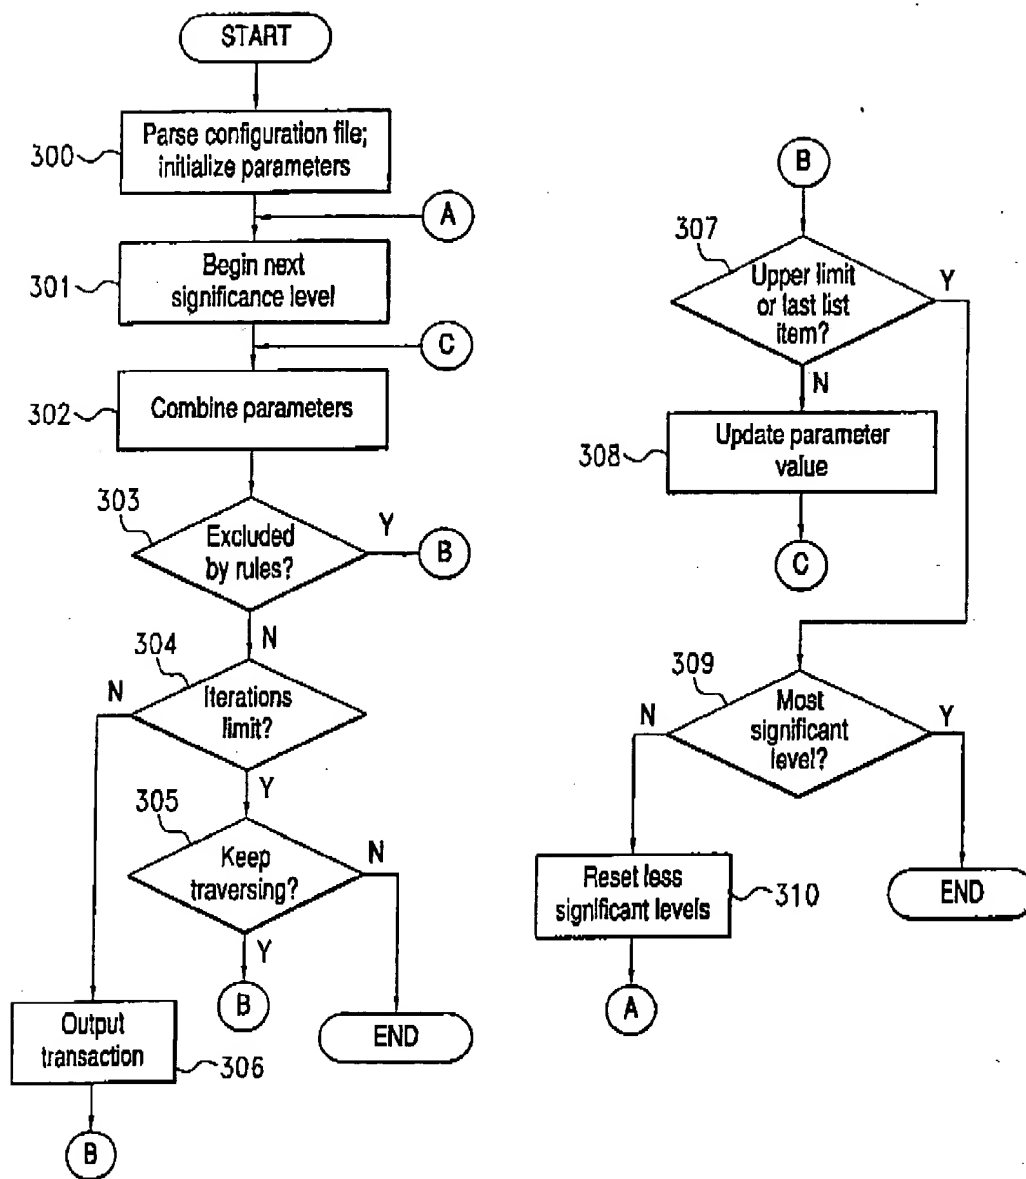 START
300
Parse configuration file;
initialize parameters
A
301
Begin next
significance level
C
302
Combine parameters
303
Excluded
by rules?
Y
B
N
304
Iterations
limit?
N
Y
305
Keep
traversing?
N
Y
B
END
Output
transaction
306
B
B
307
Upper limit
or last list
item?
Y
N
308
Update parameter
value
C
309
Most
significant
level?
N
Y
Reset less
significant levels
310
END
A